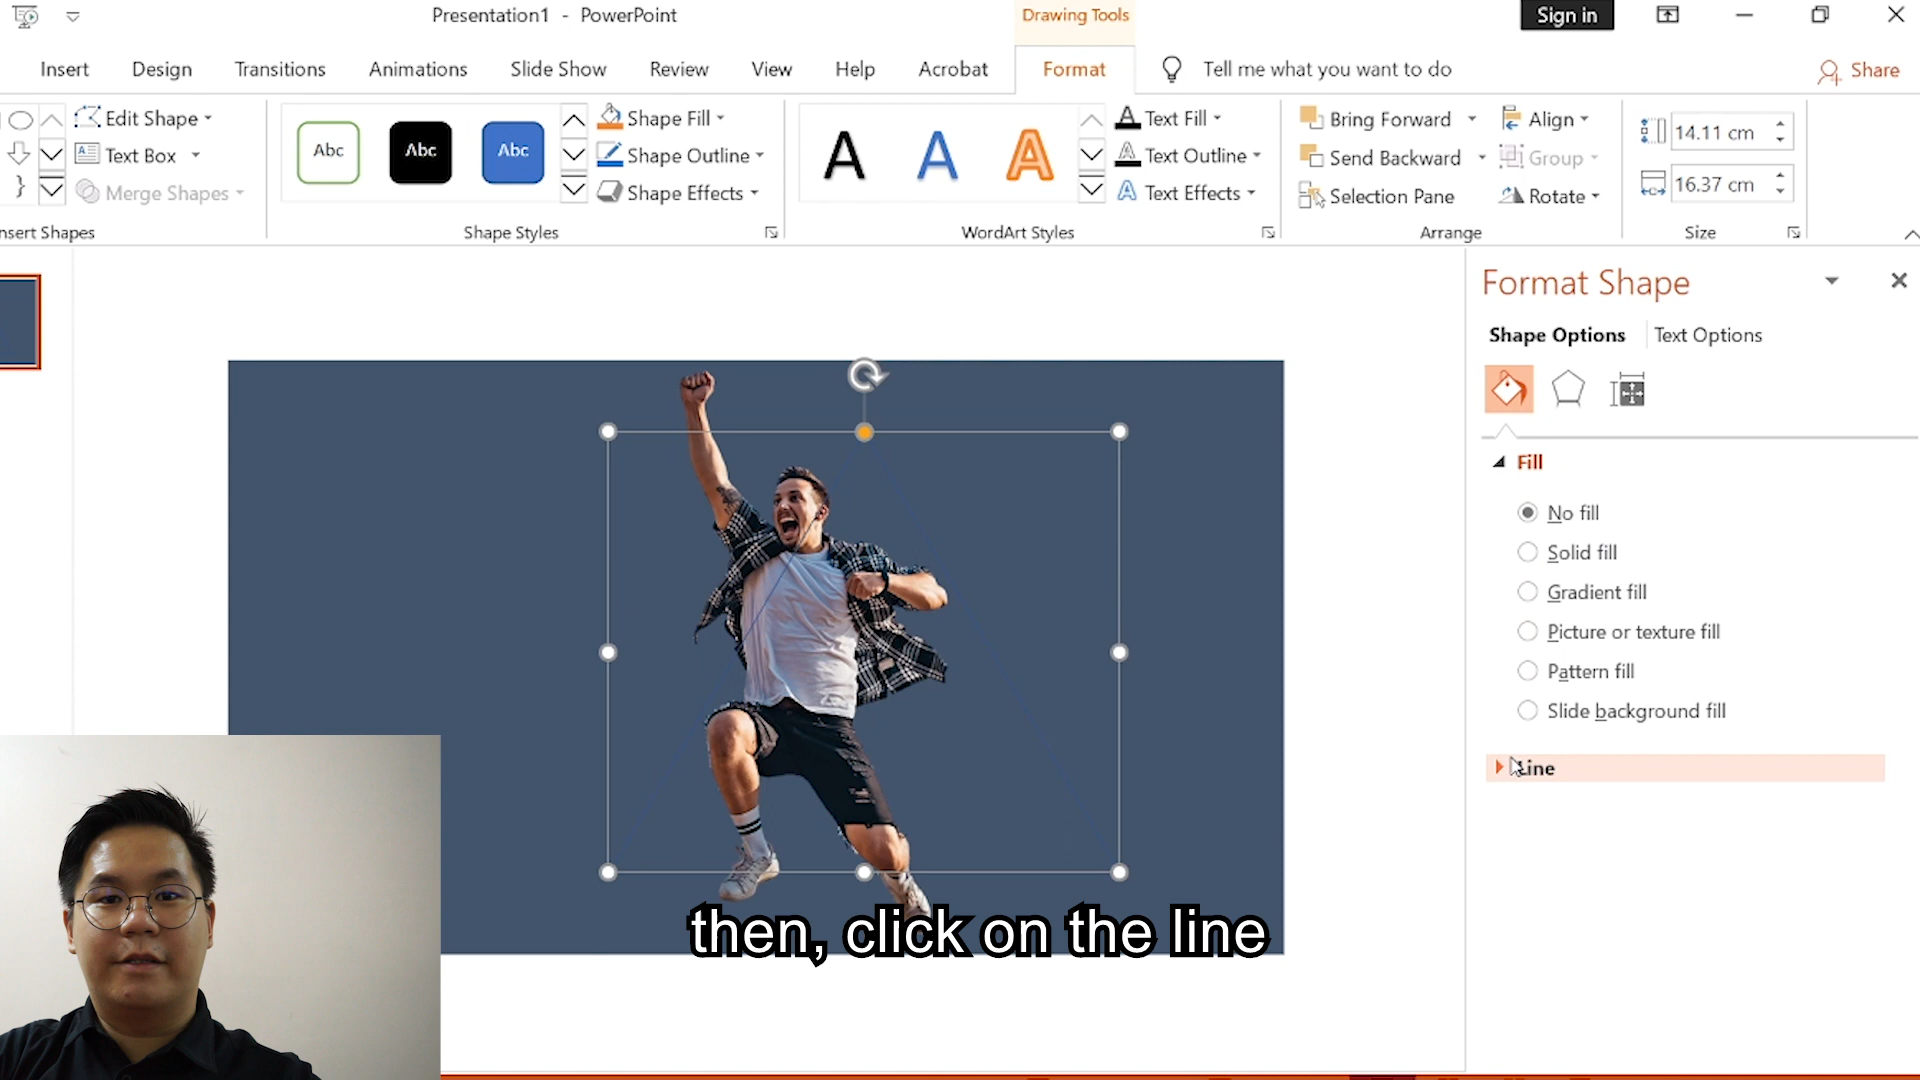 Presentation1 - PowerPoint
Drawing Tools
Sign in
Insert
Design
Transitions
Animations
Slide Show
Review
View
Help
Acrobat
Format
Tell me what you want to do
Share
Edit Shape
Text Box
Merge Shapes
nsert Shapes
Abc
Abc
Abc
Shape Fill
Shape Outline
Shape Effects
Shape Styles
A
A
A
Text Fill
Text Outline
Text Effects
WordArt Styles
Bring Forward
Send Backward
Selection Pane
Align
Group
Rotate
Arrange
14.11 cm
16.37 cm
Size
Format Shape
Shape Options
Text Options
Fill
No fill
Solid fill
Gradient fill
Picture or texture fill
Pattern fill
Slide background fill
Line
then, click on the line